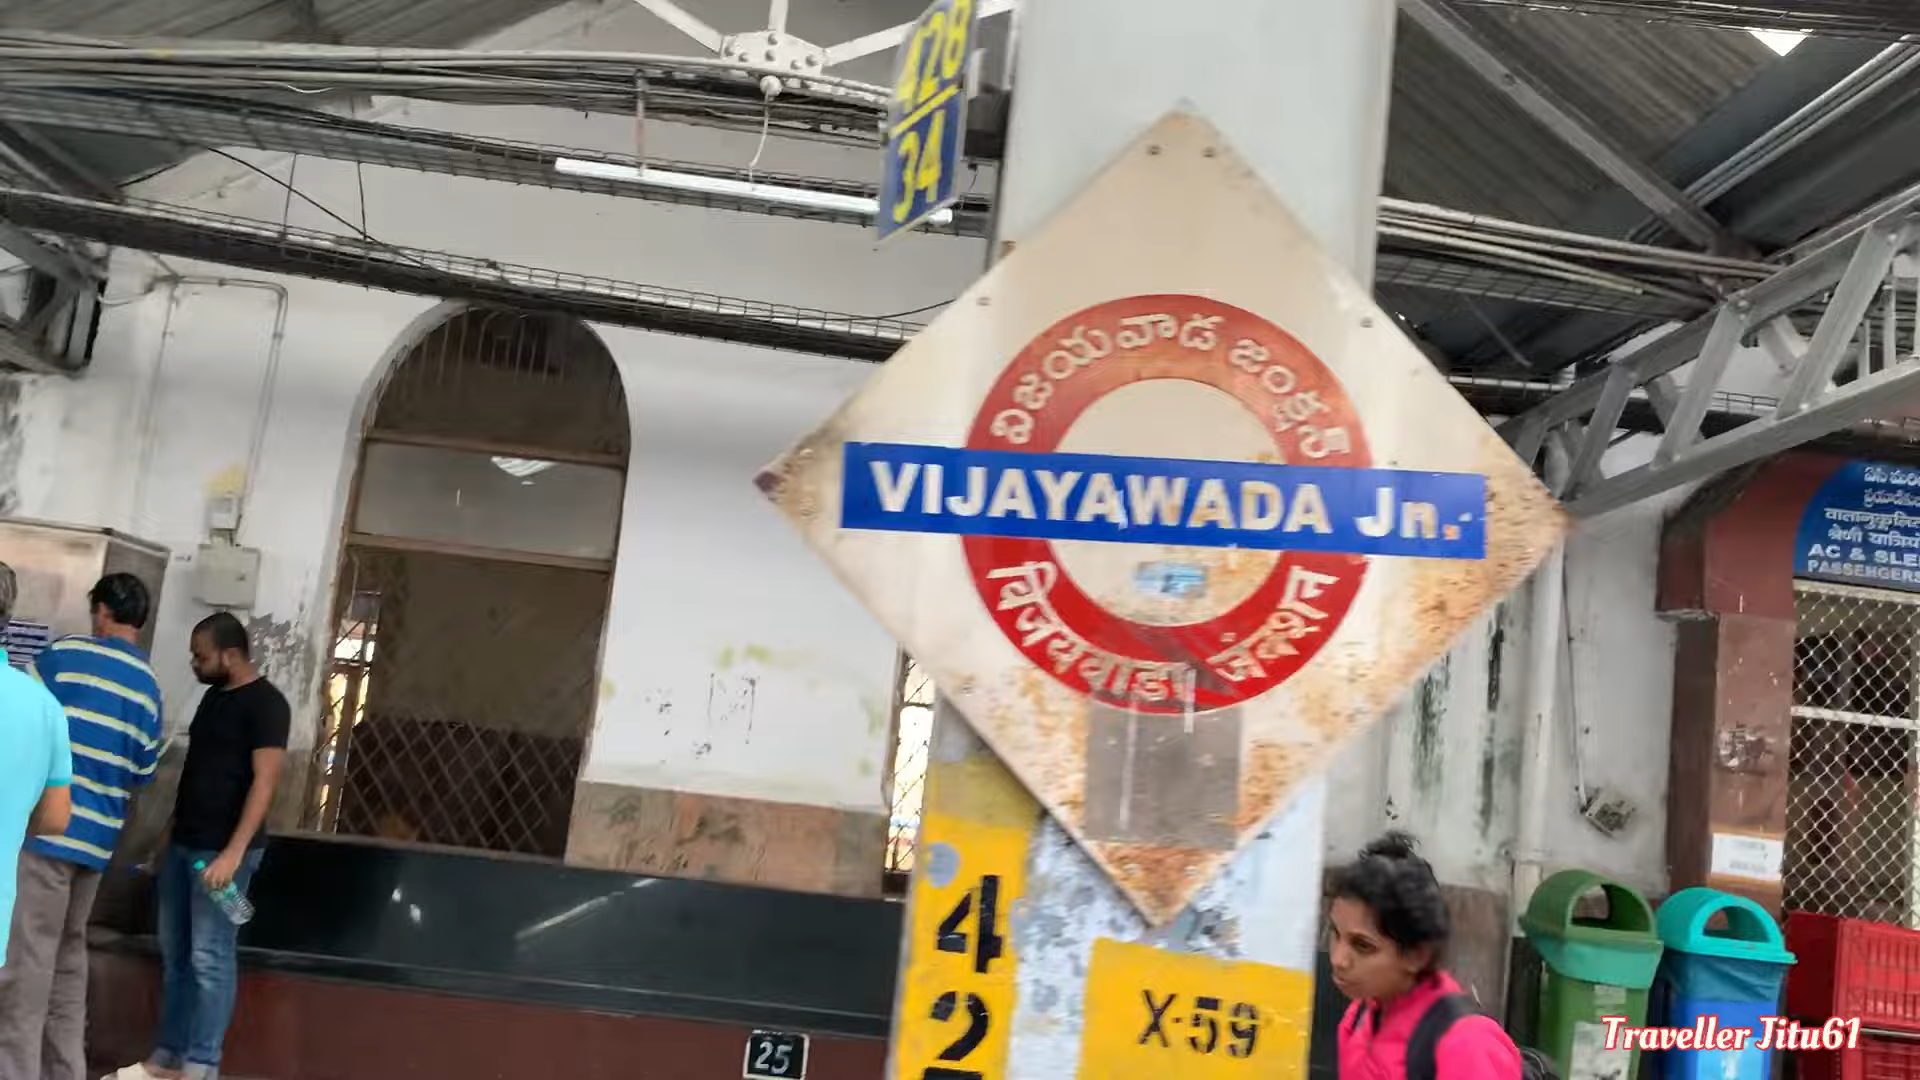 428
34
విజయవాడ జంక్షన్
VIJAYAWADA Jn.
विजयवाडा जंक्शन
4
2
X-59
25
वातानुकूलि
श्रेणी यात्रियों
AC & SLE
PASSENGERS
Traveller Jitu61